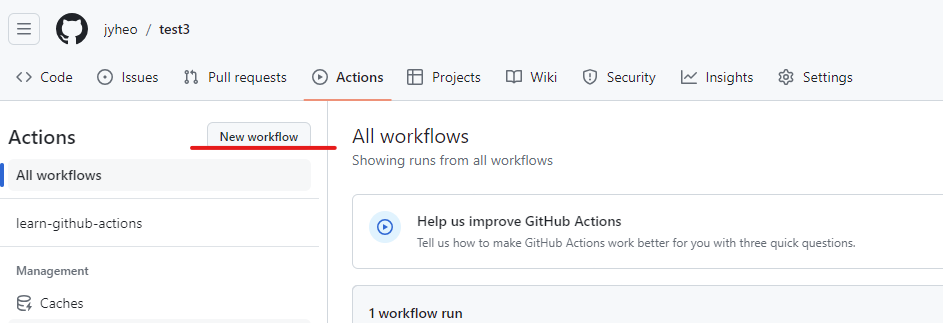 jyheo / test3
Code Issues Pull requests Actions Projects Wiki Security Insights Settings
Actions
New workflow
All workflows
learn-github-actions
Management
Caches
All workflows
Showing runs from all workflows
Help us improve GitHub Actions
Tell us how to make GitHub Actions work better for you with three quick questions.
1 workflow run